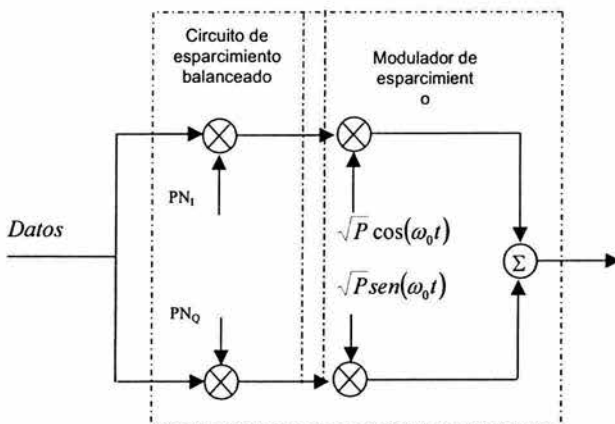 Circuito de
esparcimiento
balanceado
Modulador de
esparcimient
o
PN_I
Datos
√P cos(ω₀t)
√P sen(ω₀t)
Σ
PN_Q